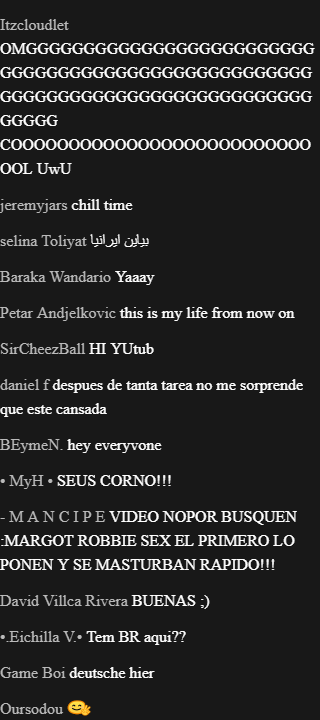 Itzcloudlet
OMGGGGGGGGGGGGGGGGGGGGGGGGG
GGGGGGGGGGGGGGGGGGGGGGGGGGG
GGGGGGGGGGGGGGGGGGGGGGGGGGG
GGGGG
COOOOOOOOOOOOOOOOOOOOOOOOOO
OOL UwU
jeremyjars chill time
selina Toliyat بیاین ایرانیا
Baraka Wandario Yaaay
Petar Andjelkovic this is my life from now on
SirCheezBall HI YUtub
daniel f despues de tanta tarea no me sorprende
que este cansada
BEymeN. hey everyvone
• MyH • SEUS CORNO!!!
- M A N C I P E VIDEO NOPOR BUSQUEN
:MARGOT ROBBIE SEX EL PRIMERO LO
PONEN Y SE MASTURBAN RAPIDO!!!
David Villca Rivera BUENAS ;)
•.Eichilla V.• Tem BR aqui??
Game Boi deutsche hier
Oursodou